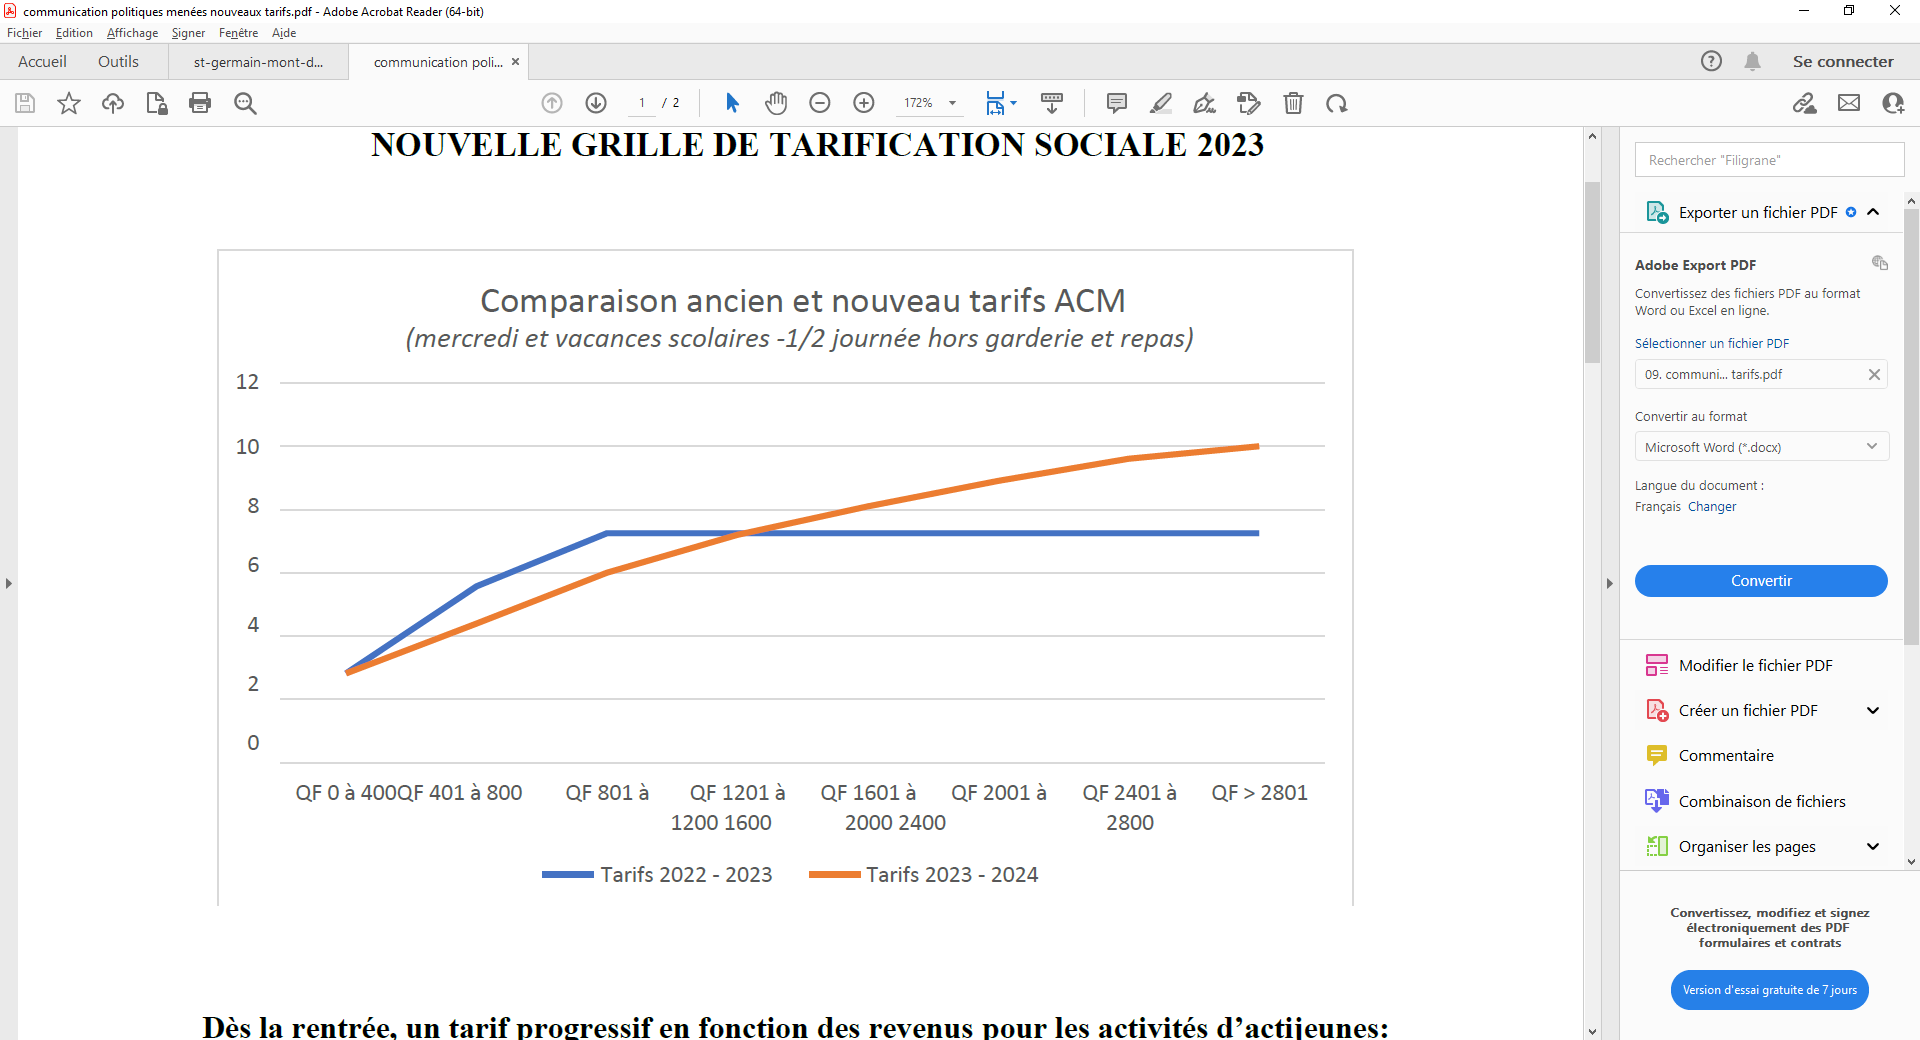 communication politiques menées nouveaux tarifs.pdf - Adobe Acrobat Reader (64-bit)
Fichier Edition Affichage Signer Fenêtre Aide
Accueil Outils st-germain-mont-d... communication poli... Se connecter
1 / 2 172%
NOUVELLE GRILLE DE TARIFICATION SOCIALE 2023
Comparaison ancien et nouveau tarifs ACM
(mercredi et vacances scolaires -1/2 journée hors garderie et repas)
12
10
8
6
4
2
0
QF 0 à 400QF 401 à 800 QF 801 à QF 1201 à QF 1601 à QF 2001 à QF 2401 à QF > 2801
1200 1600 2000 2400 2800
Tarifs 2022 - 2023 Tarifs 2023 - 2024
Dès la rentrée, un tarif progressif en fonction des revenus pour les activités d’actijeunes:
Rechercher "Filigrane"
Exporter un fichier PDF
Adobe Export PDF
Convertissez des fichiers PDF au format
Word ou Excel en ligne.
Sélectionner un fichier PDF
09. communi... tarifs.pdf
Convertir au format
Microsoft Word (*.docx)
Langue du document :
Français Changer
Convertir
Modifier le fichier PDF
Créer un fichier PDF
Commentaire
Combinaison de fichiers
Organiser les pages
Convertissez, modifiez et signez
électroniquement des PDF
formulaires et contrats
Version d'essai gratuite de 7 jours